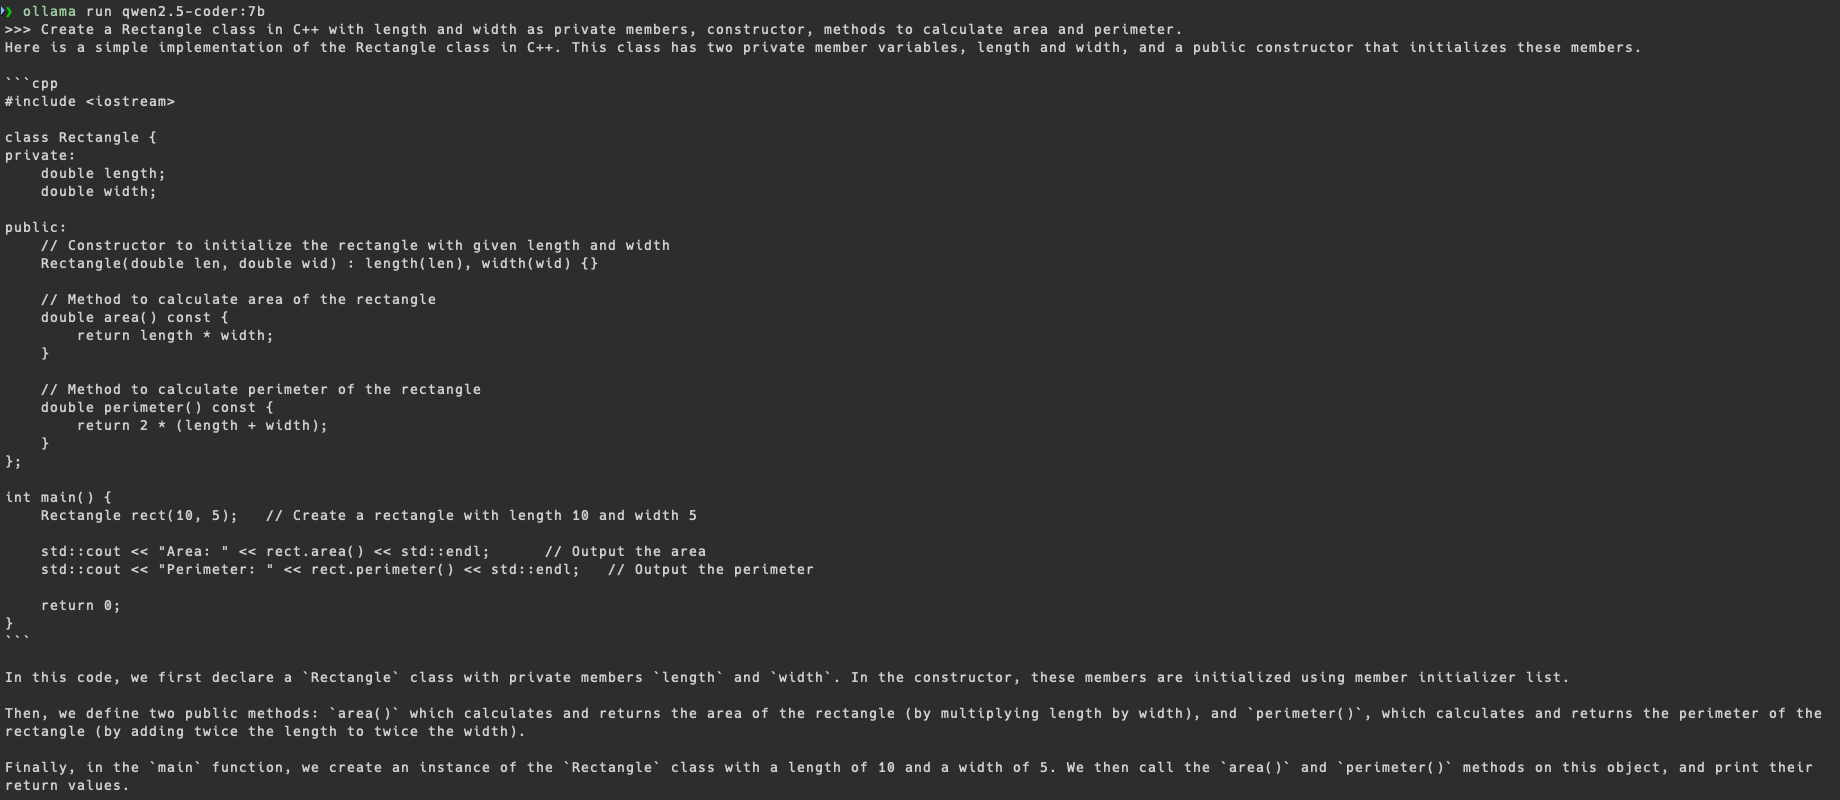 ❯ ollama run qwen2.5-coder:7b
>>> Create a Rectangle class in C++ with length and width as private members, constructor, methods to calculate area and perimeter.
Here is a simple implementation of the Rectangle class in C++. This class has two private member variables, length and width, and a public constructor that initializes these members.

```cpp
#include <iostream>

class Rectangle {
private:
    double length;
    double width;

public:
    // Constructor to initialize the rectangle with given length and width
    Rectangle(double len, double wid) : length(len), width(wid) {}

    // Method to calculate area of the rectangle
    double area() const {
        return length * width;
    }

    // Method to calculate perimeter of the rectangle
    double perimeter() const {
        return 2 * (length + width);
    }
};

int main() {
    Rectangle rect(10, 5);   // Create a rectangle with length 10 and width 5

    std::cout << "Area: " << rect.area() << std::endl;      // Output the area
    std::cout << "Perimeter: " << rect.perimeter() << std::endl;   // Output the perimeter

    return 0;
}
```

In this code, we first declare a `Rectangle` class with private members `length` and `width`. In the constructor, these members are initialized using member initializer list.

Then, we define two public methods: `area()` which calculates and returns the area of the rectangle (by multiplying length by width), and `perimeter()`, which calculates and returns the perimeter of the
rectangle (by adding twice the length to twice the width).

Finally, in the `main` function, we create an instance of the `Rectangle` class with a length of 10 and a width of 5. We then call the `area()` and `perimeter()` methods on this object, and print their
return values.